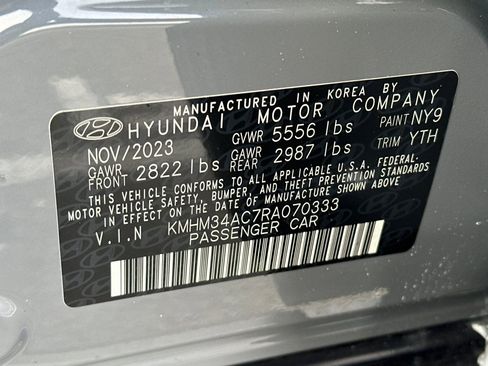 MANUFACTURED IN KOREA BY
HYUNDAI MOTOR COMPANY
NOV/2023 GVWR 5556 lbs PAINT NY9
GAWR FRONT 2822 lbs GAWR REAR 2987 lbs TRIM YTH
THIS VEHICLE CONFORMS TO ALL APPLICABLE U.S.A. FEDERAL
MOTOR VEHICLE SAFETY, BUMPER, AND THEFT PREVENTION STANDARDS
IN EFFECT ON THE DATE OF MANUFACTURE SHOWN ABOVE.
V.I.N KMHM34AC7RA070333
PASSENGER CAR